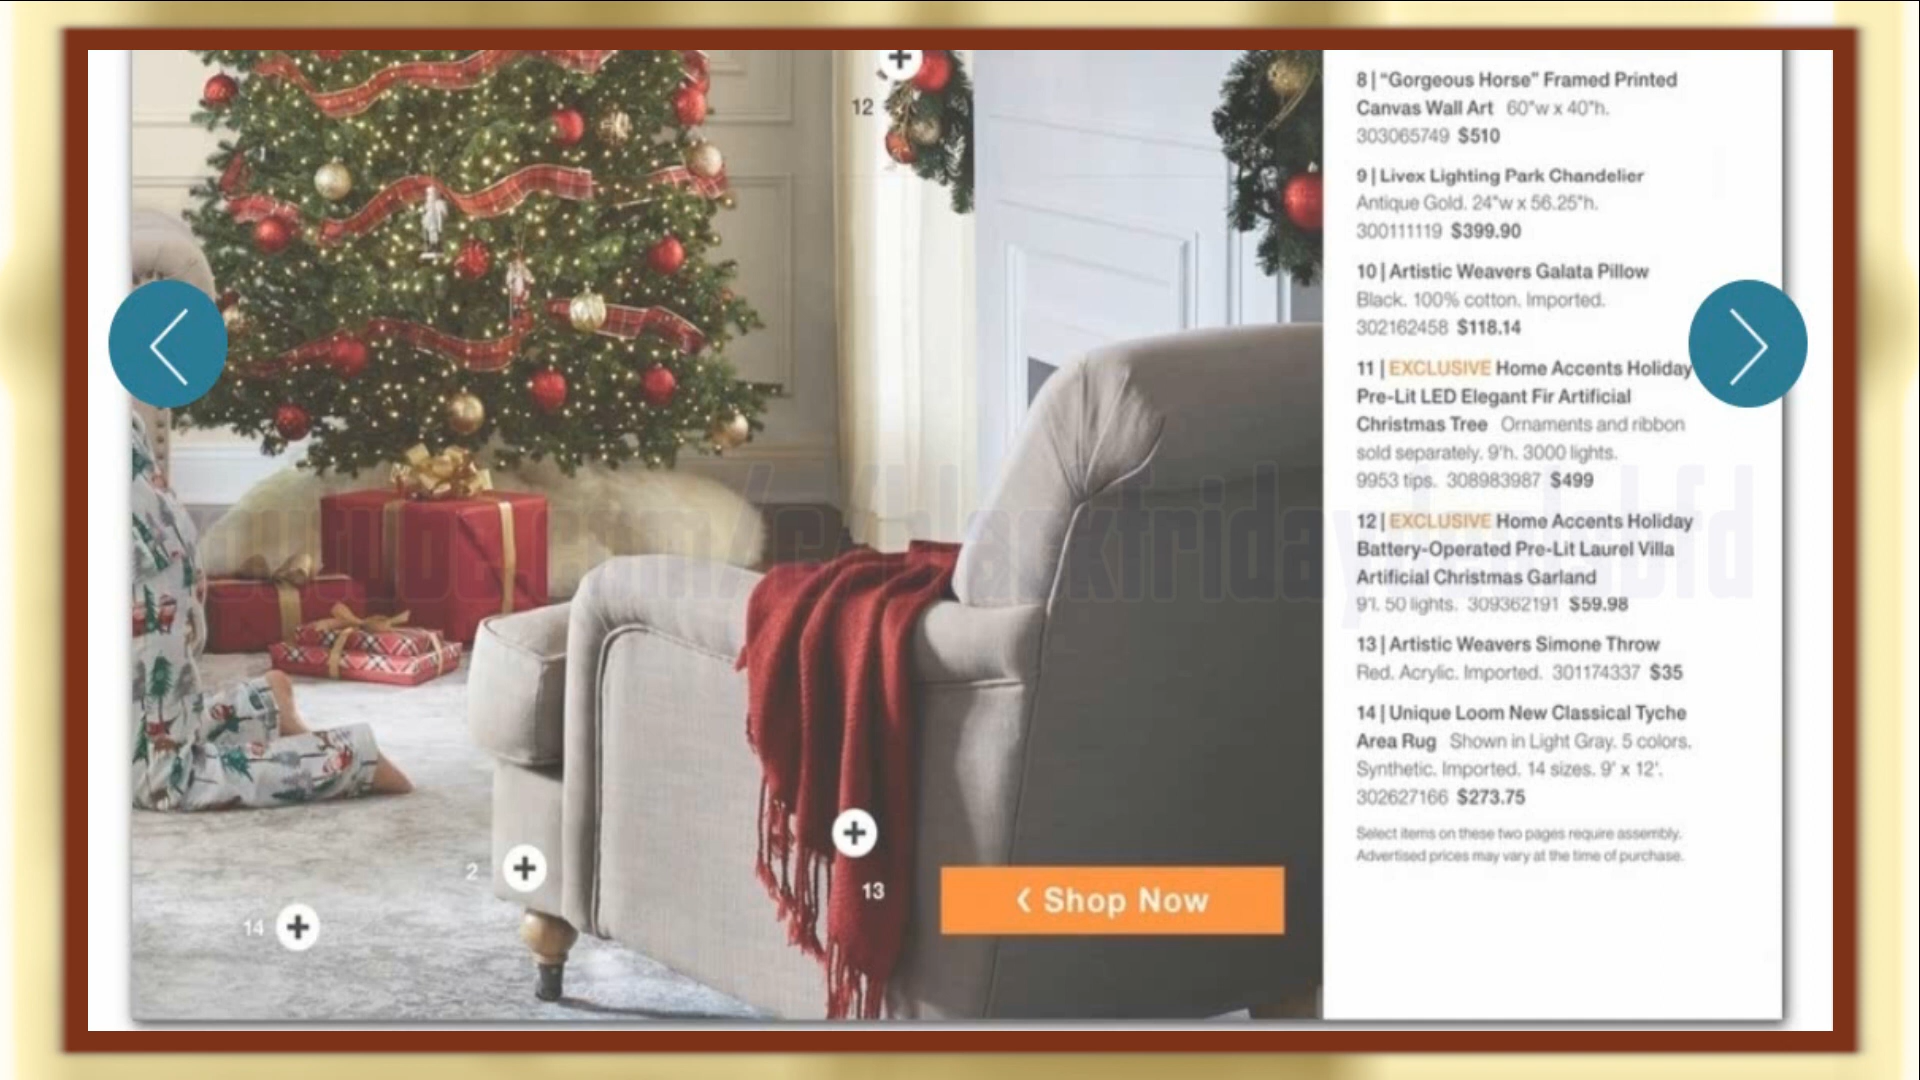 12
8 | “Gorgeous Horse” Framed Printed
Canvas Wall Art 60"w x 40"h.
303065749 $510
9 | Livex Lighting Park Chandelier
Antique Gold. 24"w x 56.25"h.
300111119 $399.90
10 | Artistic Weavers Galata Pillow
Black. 100% cotton. Imported.
302162458 $118.14
11 | EXCLUSIVE Home Accents Holiday
Pre-Lit LED Elegant Fir Artificial
Christmas Tree Ornaments and ribbon
sold separately. 9'h. 3000 lights.
9953 tips. 308983987 $499
12 | EXCLUSIVE Home Accents Holiday
Battery-Operated Pre-Lit Laurel Villa
Artificial Christmas Garland
9'l. 50 lights. 309362191 $59.98
13 | Artistic Weavers Simone Throw
Red. Acrylic. Imported. 301174337 $35
14 | Unique Loom New Classical Tyche
Area Rug Shown in Light Gray. 5 colors.
Synthetic. Imported. 14 sizes. 9' x 12'.
302627166 $273.75
Select items on these two pages require assembly.
Advertised prices may vary at the time of purchase.
2
13
14
Shop Now